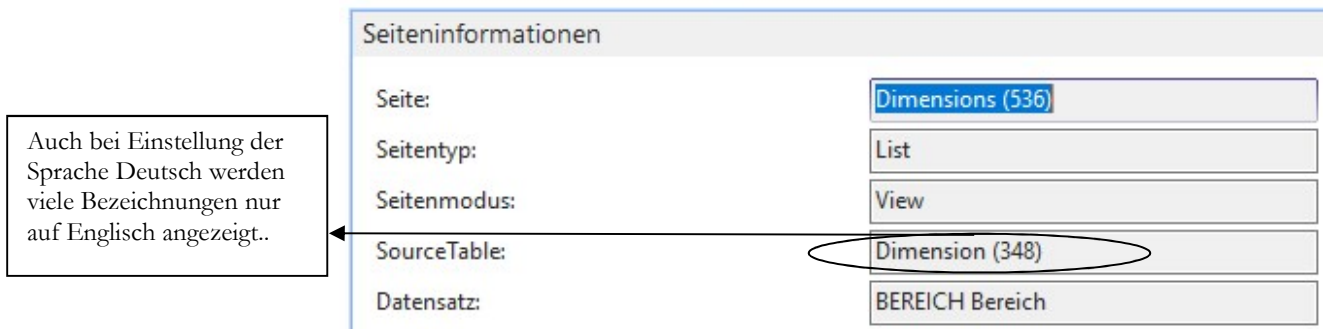 Seiteninformationen
Seite:
Dimensions (536)
Auch bei Einstellung der
Sprache Deutsch werden
viele Bezeichnungen nur
auf Englisch angezeigt..
Seitentyp:
List
Seitenmodus:
View
SourceTable:
Dimension (348)
Datensatz:
BEREICH Bereich